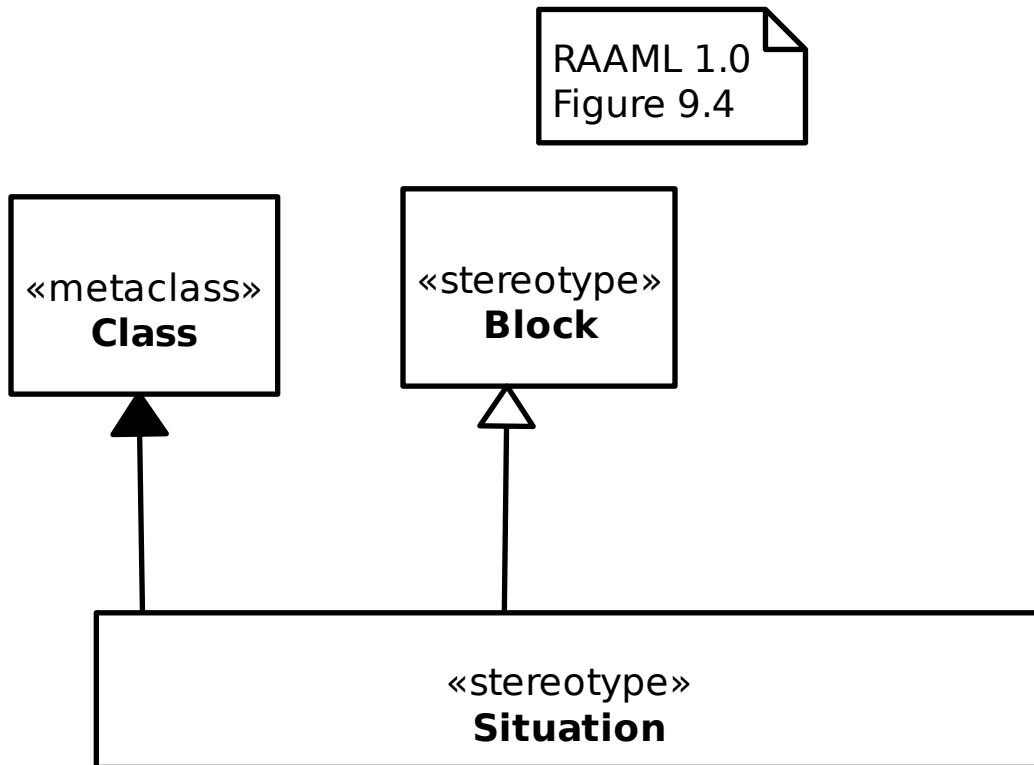 RAAML 1.0
Figure 9.4
«metaclass»
Class
«stereotype»
Block
«stereotype»
Situation